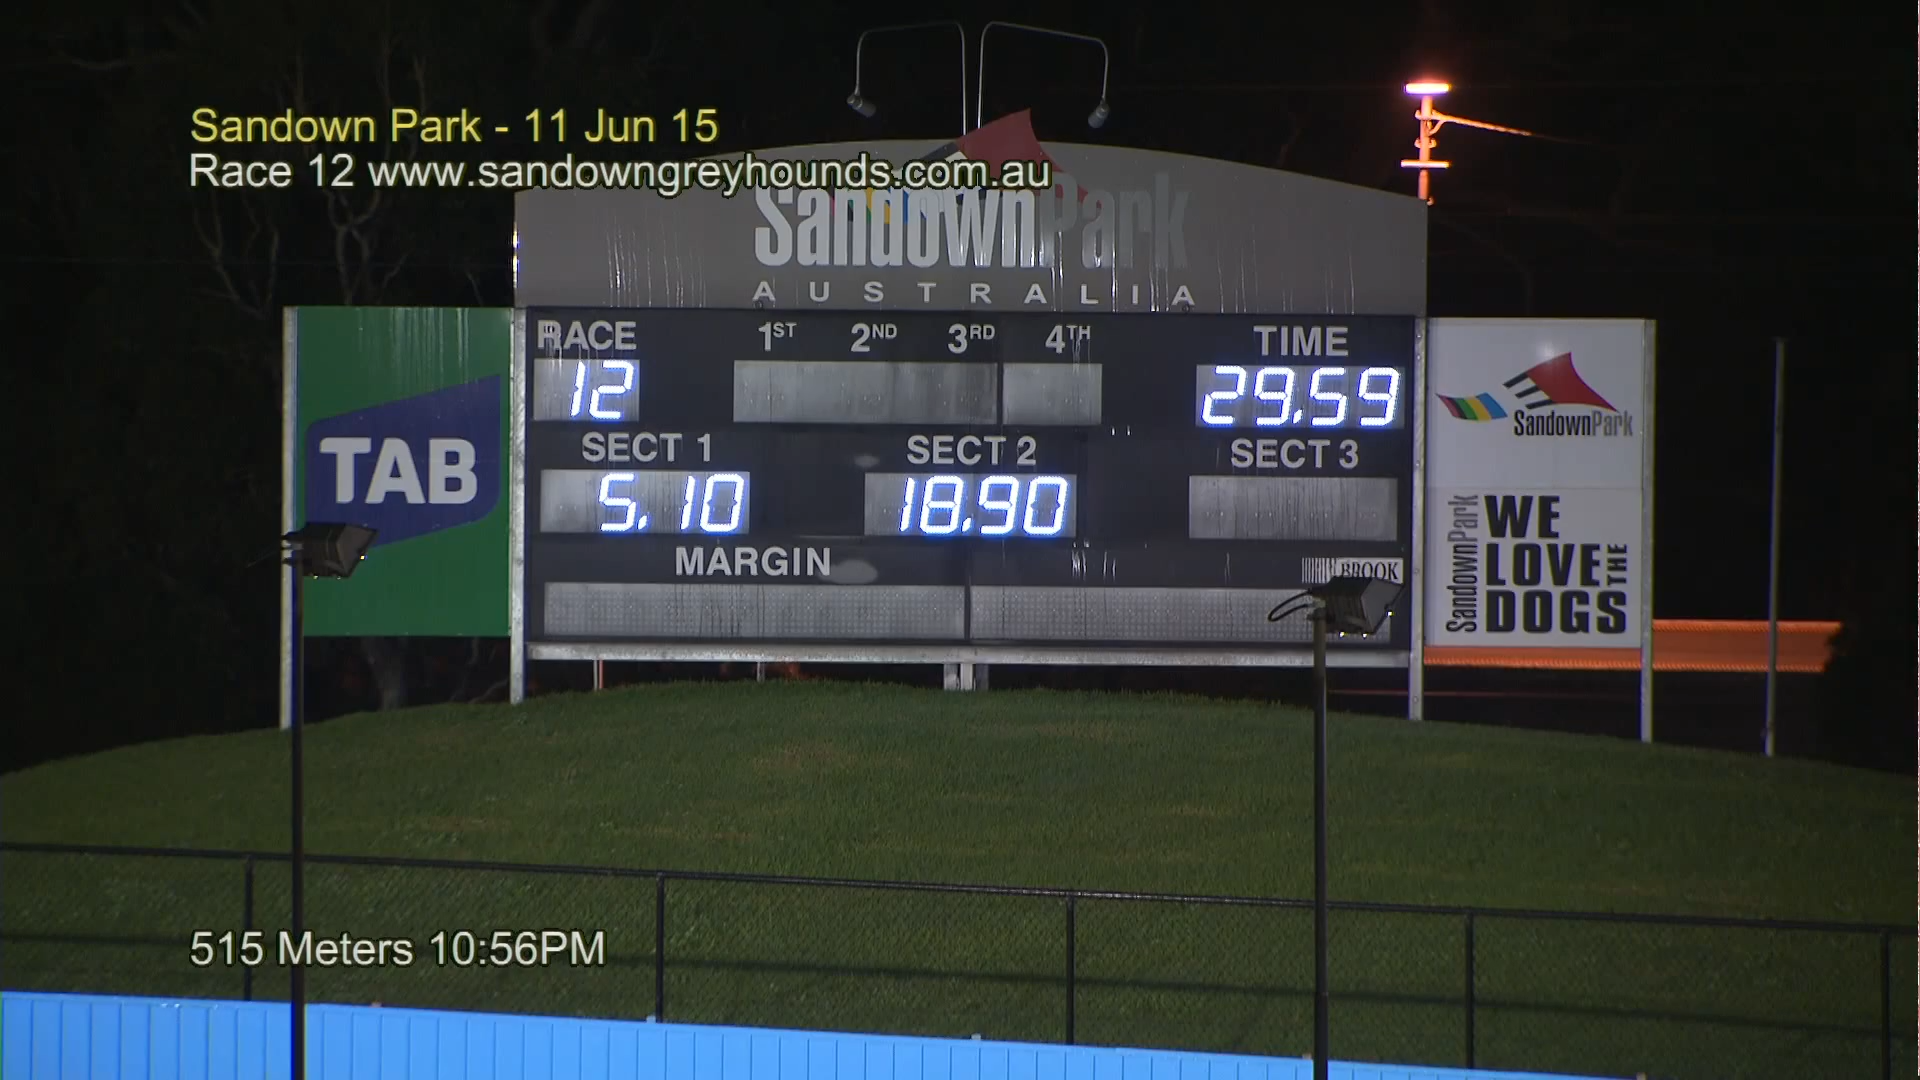 Sandown Park - 11 Jun 15
Race 12 www.sandowngreyhounds.com.au
SandownPark
AUSTRALIA
RACE 1ST 2ND 3RD 4TH TIME
12 29.59
SECT 1 SECT 2 SECT 3
5.10 18.90
MARGIN
BROOK
TAB
SandownPark
SandownPark
WE
LOVE THE
DOGS
515 Meters 10:56PM